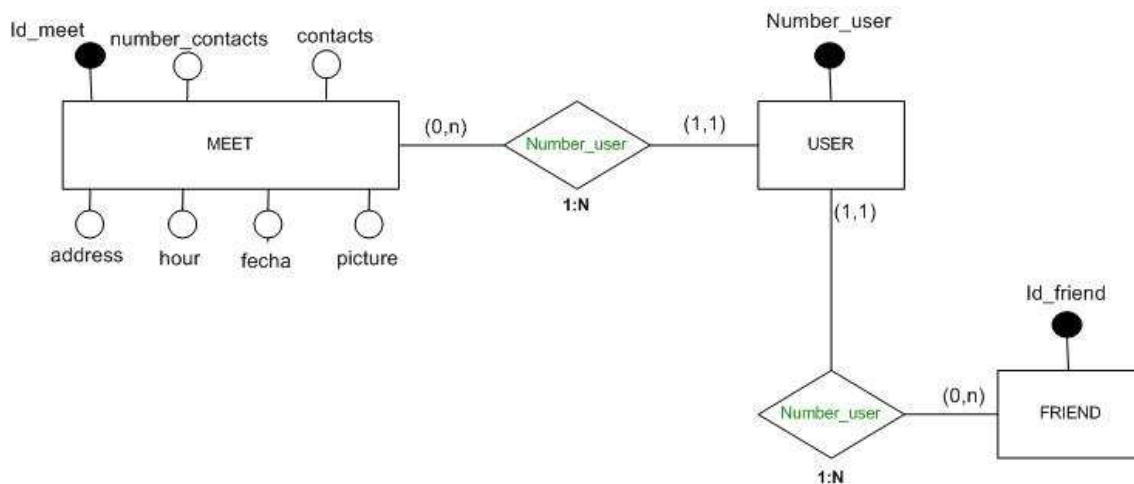 Id_meet
number_contacts
contacts
Number_user
MEET
(0,n)
Number_user
(1,1)
USER
1:N
(1,1)
address
hour
fecha
picture
Id_friend
Number_user
(0,n)
FRIEND
1:N